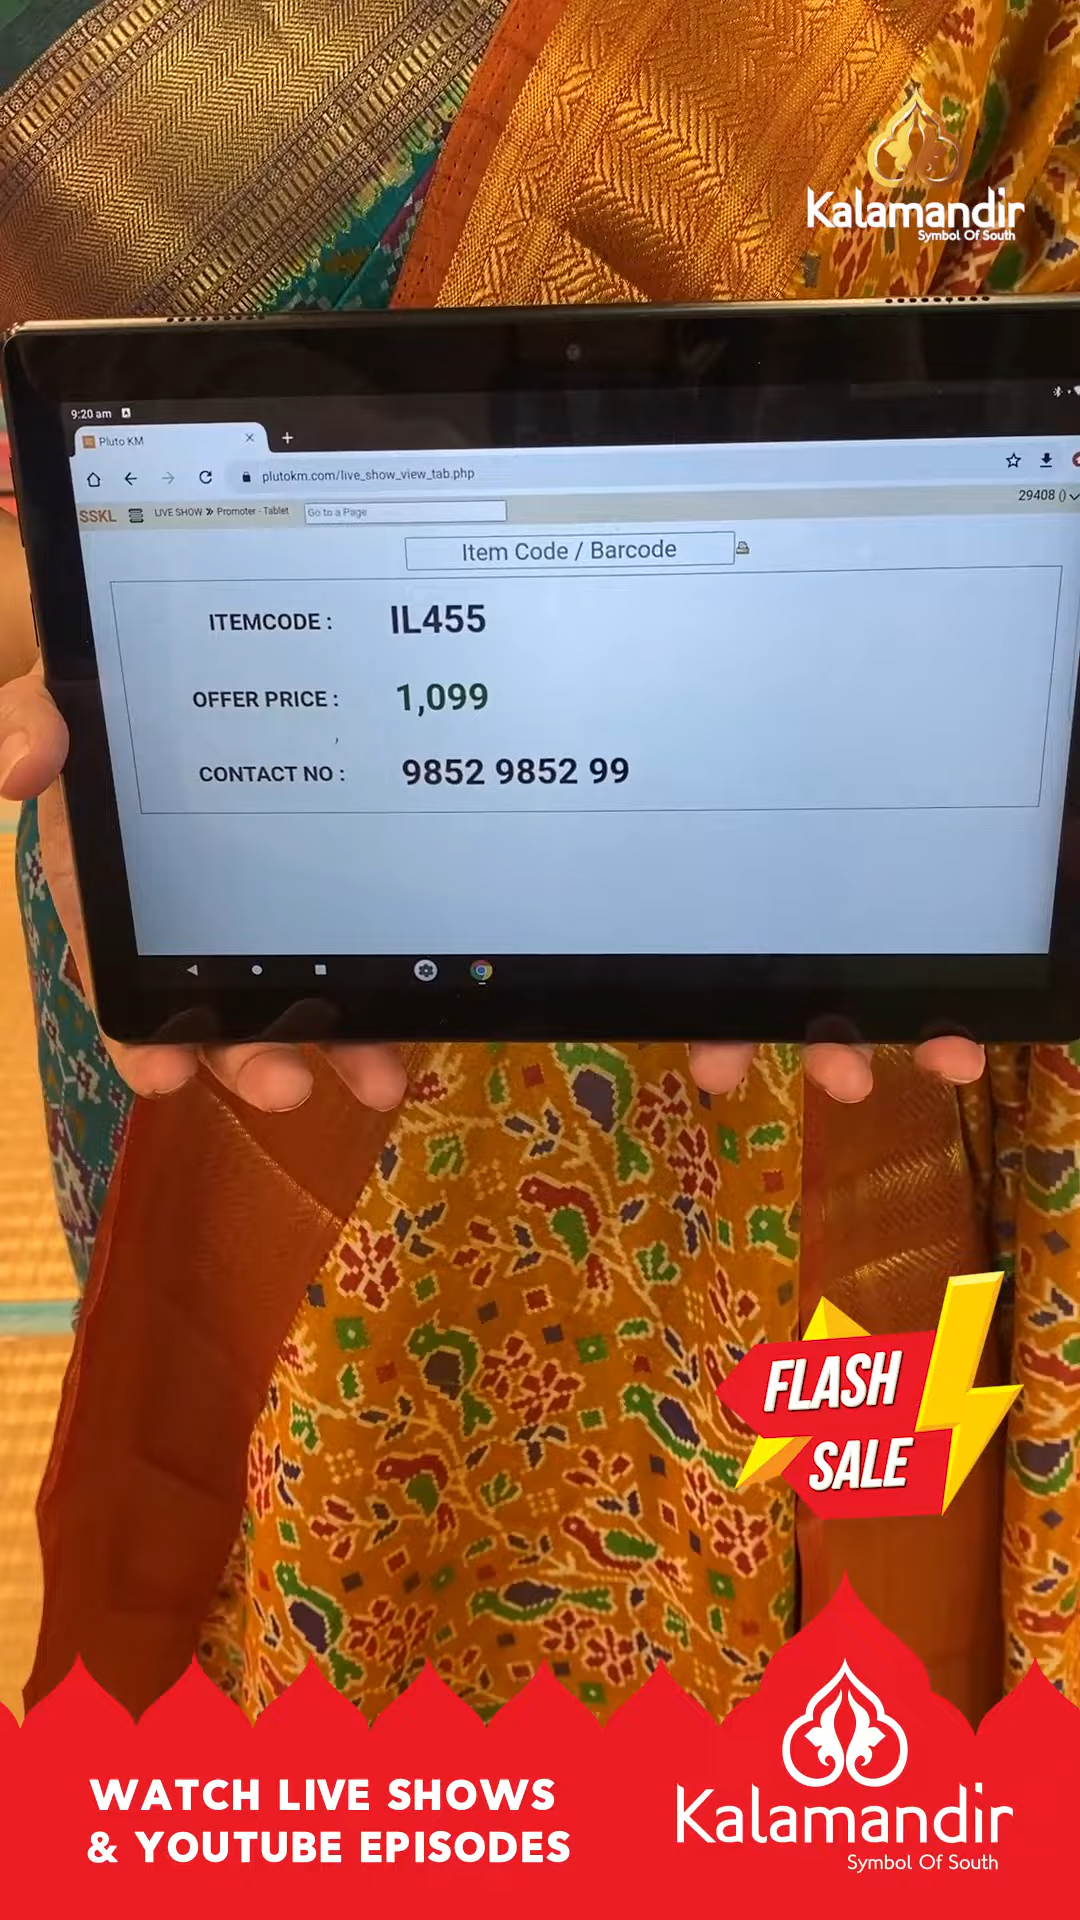 Kalamandir
Symbol Of South
9:20 am
Pluto KM
plutokm.com/live_show_view_tab.php
29408 ()
SSKL
LIVE SHOW » Promoter - Tablet
Go to a Page
Item Code / Barcode
ITEMCODE : IL455
OFFER PRICE : 1,099
CONTACT NO : 9852 9852 99
FLASH
SALE
WATCH LIVE SHOWS
& YOUTUBE EPISODES
Kalamandir
Symbol Of South